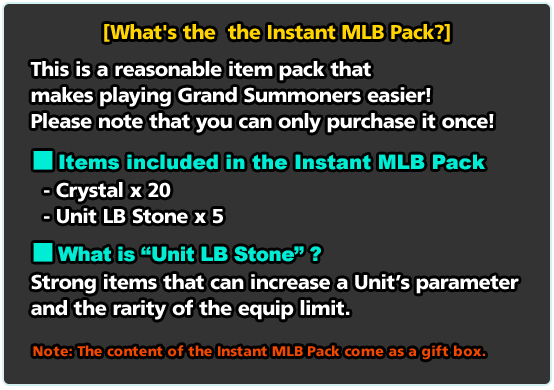 [What's the  the Instant MLB Pack?]
This is a reasonable item pack that
makes playing Grand Summoners easier!
Please note that you can only purchase it once!
■ Items included in the Instant MLB Pack
- Crystal x 20
- Unit LB Stone x 5
■ What is “Unit LB Stone” ?
Strong items that can increase a Unit’s parameter
and the rarity of the equip limit.
Note: The content of the Instant MLB Pack come as a gift box.